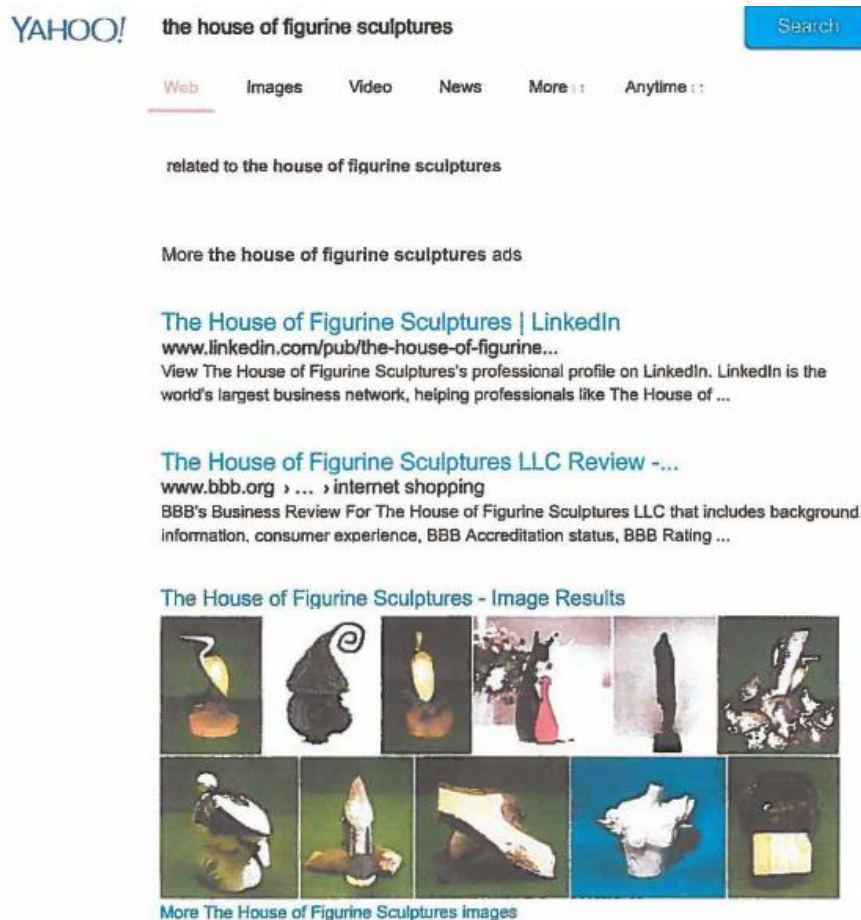 YAHOO! the house of figurine sculptures Search
Web Images Video News More Anytime
related to the house of figurine sculptures
More the house of figurine sculptures ads
The House of Figurine Sculptures | LinkedIn
www.linkedin.com/pub/the-house-of-figurine...
View The House of Figurine Sculptures's professional profile on LinkedIn. LinkedIn is the
world's largest business network, helping professionals like The House of ...
The House of Figurine Sculptures LLC Review -...
www.bbb.org › ... › internet shopping
BBB's Business Review For The House of Figurine Sculptures LLC that includes background
information, consumer experience, BBB Accreditation status, BBB Rating ...
The House of Figurine Sculptures - Image Results
More The House of Figurine Sculptures images